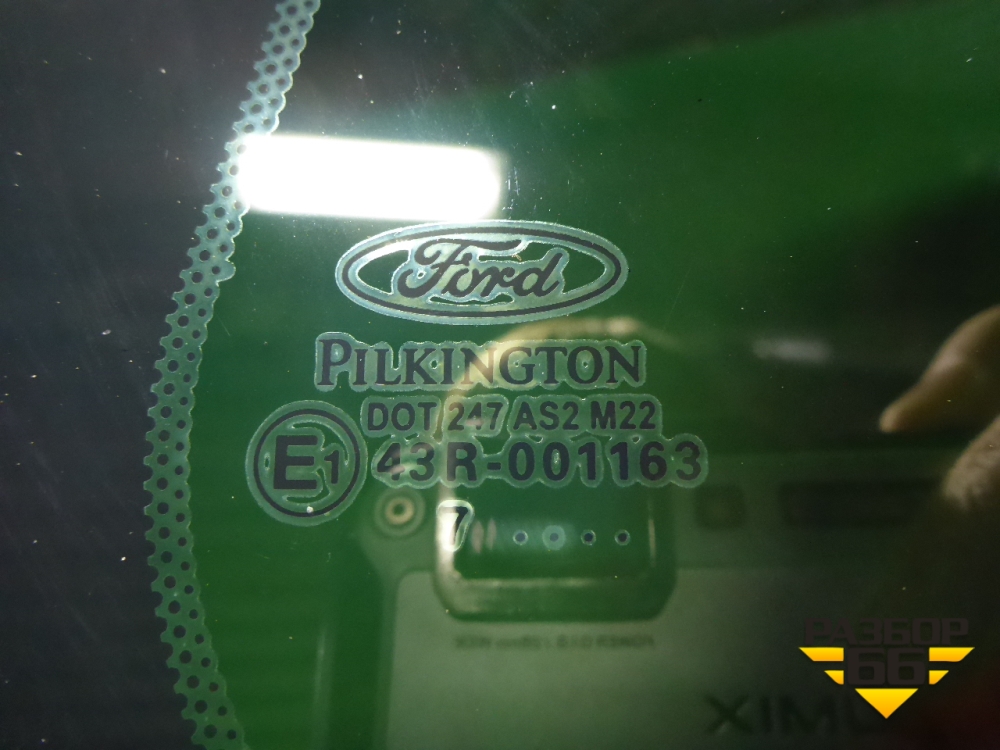 Ford
PILKINGTON
DOT 247 AS2 M22
E1
43R-001163
7 ....
РАЗБОР
66